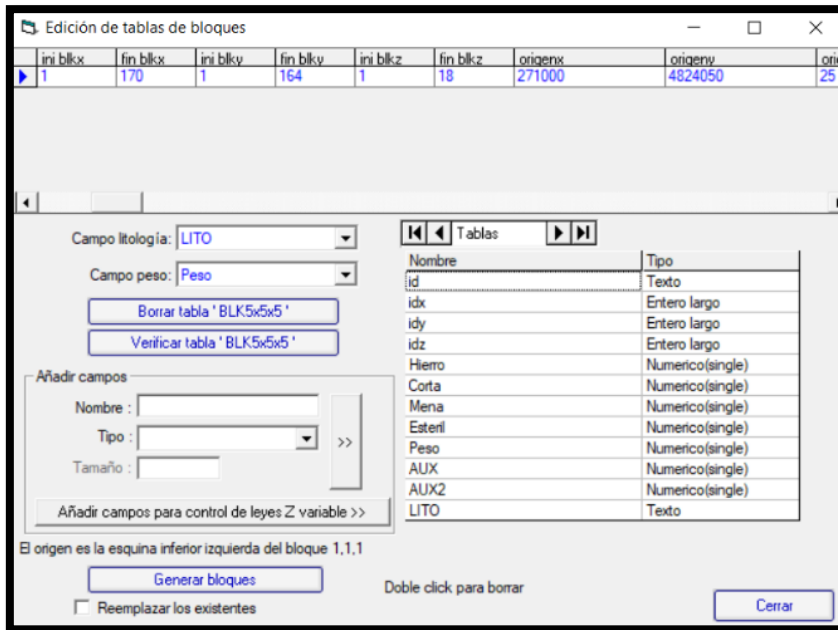 Edición de tablas de bloques
ini blkx fin blkx ini blky fin blky ini blkz fin blkz origenx origeny
1 170 1 164 1 18 271000 4824050 25
Campo litología: LITO
Campo peso: Peso
Borrar tabla ' BLK5x5x5 '
Verificar tabla ' BLK5x5x5 '
Añadir campos
Nombre :
Tipo :
>>
Tamaño :
Añadir campos para control de leyes Z variable >>
El origen es la esquina inferior izquierda del bloque 1,1,1
Generar bloques
Reemplazar los existentes
Tablas
Nombre Tipo
id Texto
idx Entero largo
idy Entero largo
idz Entero largo
Hierro Numerico(single)
Corta Numerico(single)
Mena Numerico(single)
Esteril Numerico(single)
Peso Numerico(single)
AUX Numerico(single)
AUX2 Numerico(single)
LITO Texto
Doble click para borrar
Cerrar